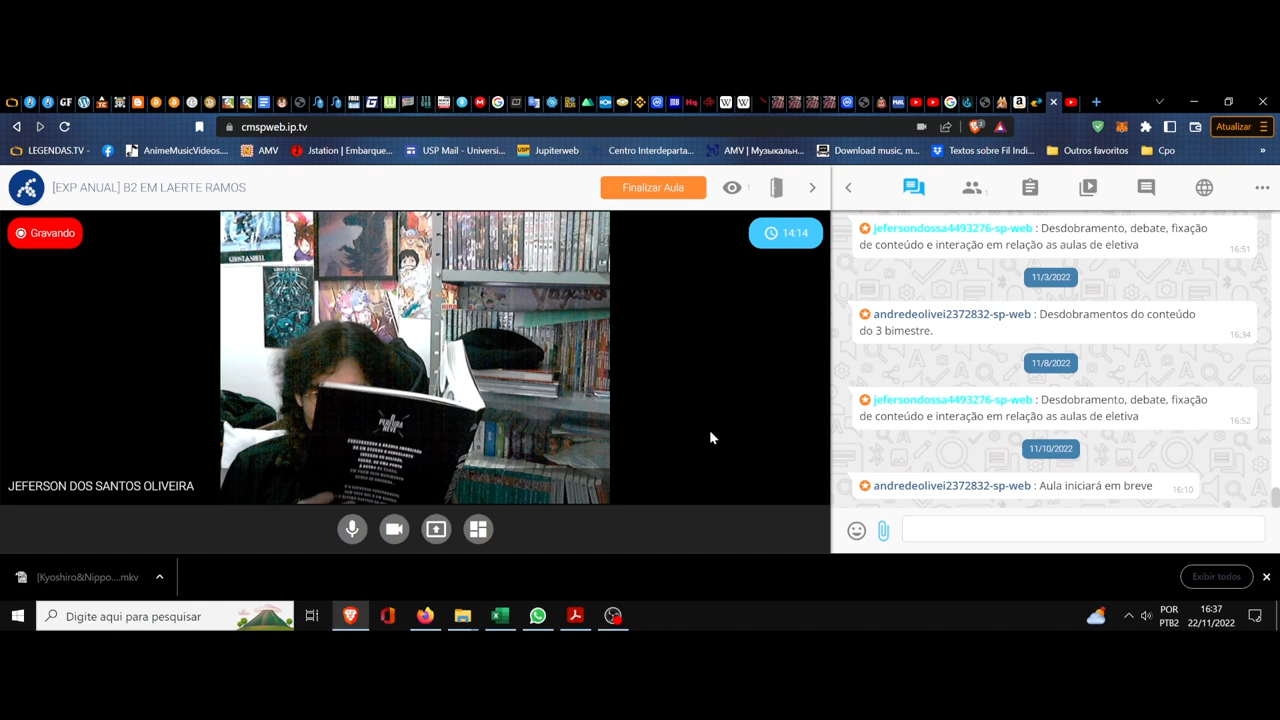 cmspweb.ip.tv
Atualizar
LEGENDAS.TV - AnimeMusicVideos... AMV Jstation | Embarque... USP Mail - Universi... Jupiterweb Centro Interdeparta... AMV | Музыкальн... Download music, m... Textos sobre Fil Indi... Outros favoritos Cpo
[EXP ANUAL] B2 EM LAERTE RAMOS
Finalizar Aula
1
1
Gravando
14:14
GHOST SHELL
O
PERFURA
NEVE
JEFERSON DOS SANTOS OLIVEIRA
jefersondossa4493276-sp-web : Desdobramento, debate, fixação
de conteúdo e interação em relação as aulas de eletiva
16:51
11/3/2022
andredeolivei2372832-sp-web : Desdobramentos do conteúdo
do 3 bimestre.
16:34
11/8/2022
jefersondossa4493276-sp-web : Desdobramento, debate, fixação
de conteúdo e interação em relação as aulas de eletiva
16:52
11/10/2022
andredeolivei2372832-sp-web : Aula iniciará em breve
16:10
[Kyoshiro&Nippo....mkv
Exibir todos
Digite aqui para pesquisar
POR
PTB2
16:37
22/11/2022